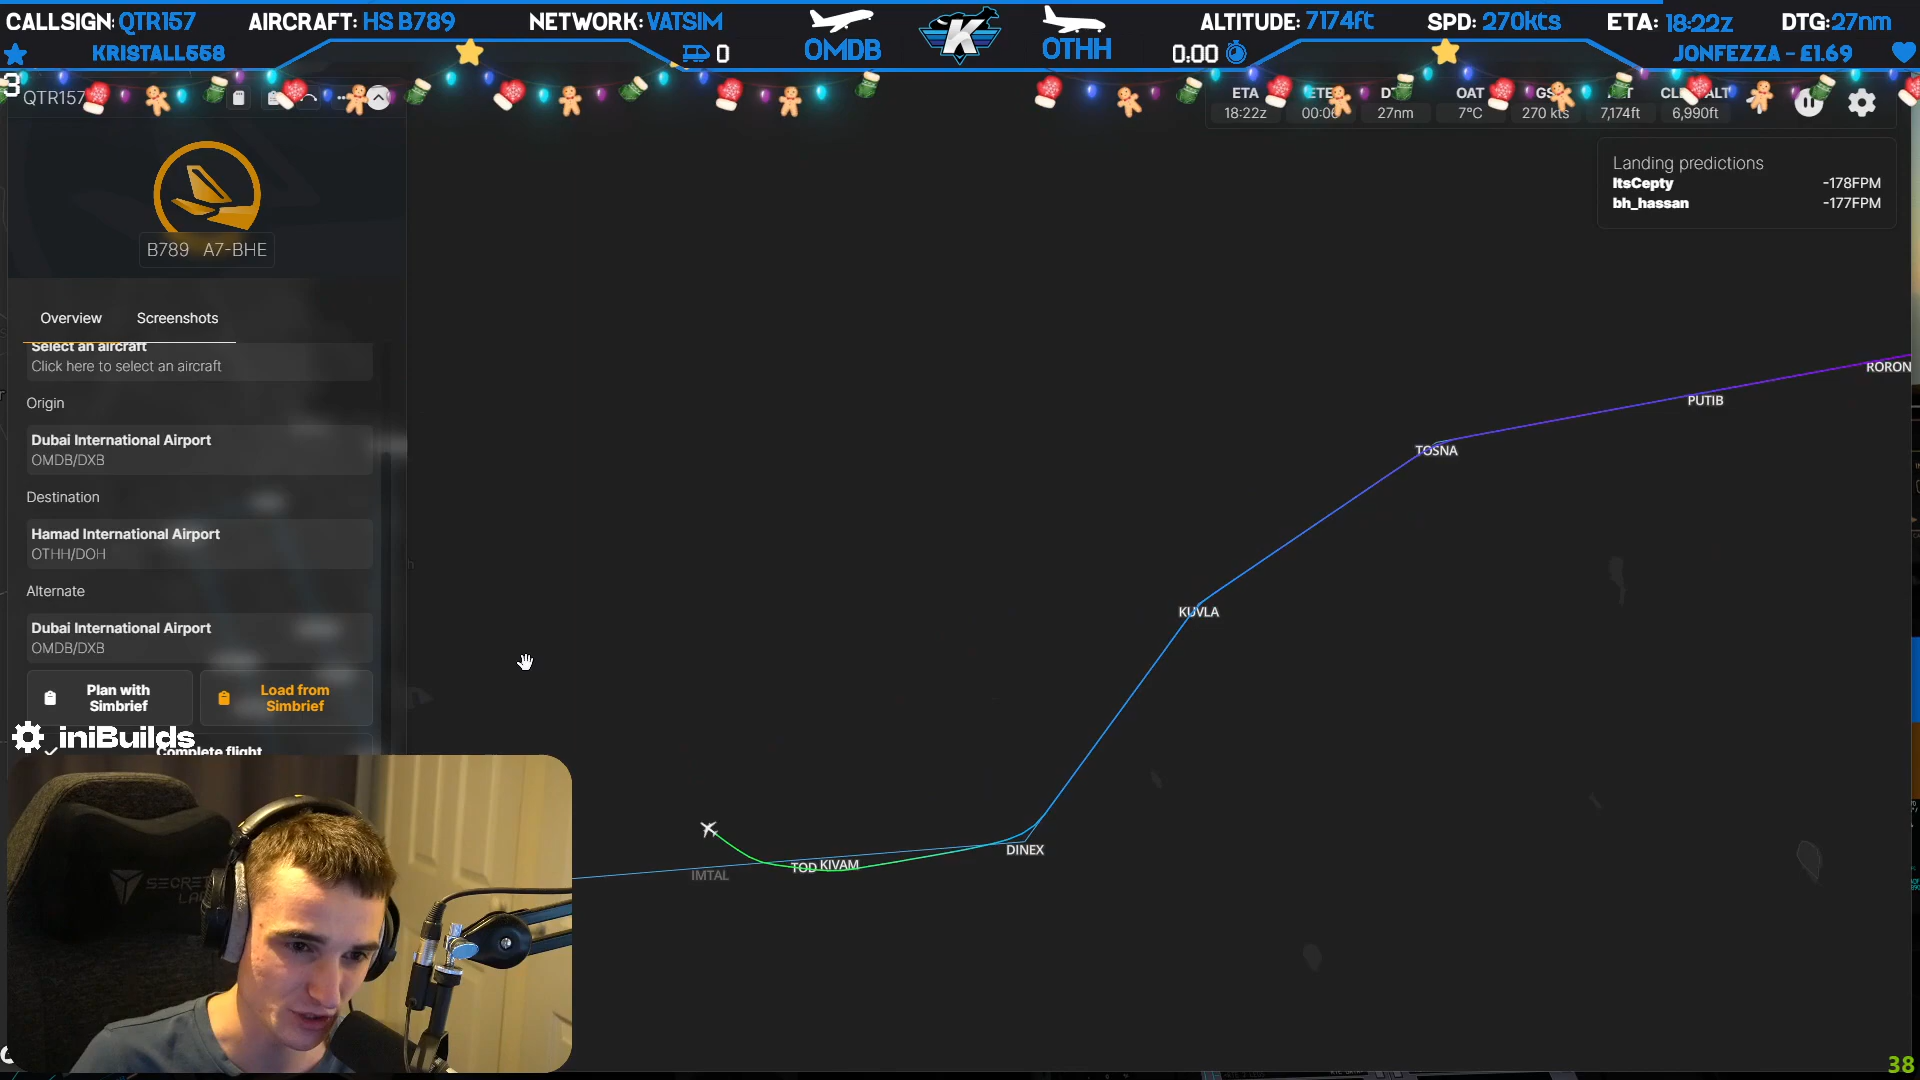 CALLSIGN: QTR157 AIRCRAFT: HS B789 NETWORK: VATSIM OMDB OTHH ALTITUDE: 7174ft SPD: 270kts ETA: 18:22z DTG:27nm
KRISTALL558 0 0:00 JONFEZZA - £1.69
3
QTR157
ETA OAT
18:22z 27nm 7°C 270 kts 7,174ft 6,990ft
B789 A7-BHE
Landing predictions
ItsCepty -178FPM
bh_hassan -177FPM
Overview Screenshots
Select an aircraft
Click here to select an aircraft
Origin
Dubai International Airport
OMDB/DXB
Destination
Hamad International Airport
OTHH/DOH
Alternate
Dubai International Airport
OMDB/DXB
Plan with Simbrief
Load from Simbrief
iniBuilds
Complete flight
RORON
PUTIB
TOSNA
KUVLA
DINEX
TOD KIVAM
IMTAL
38